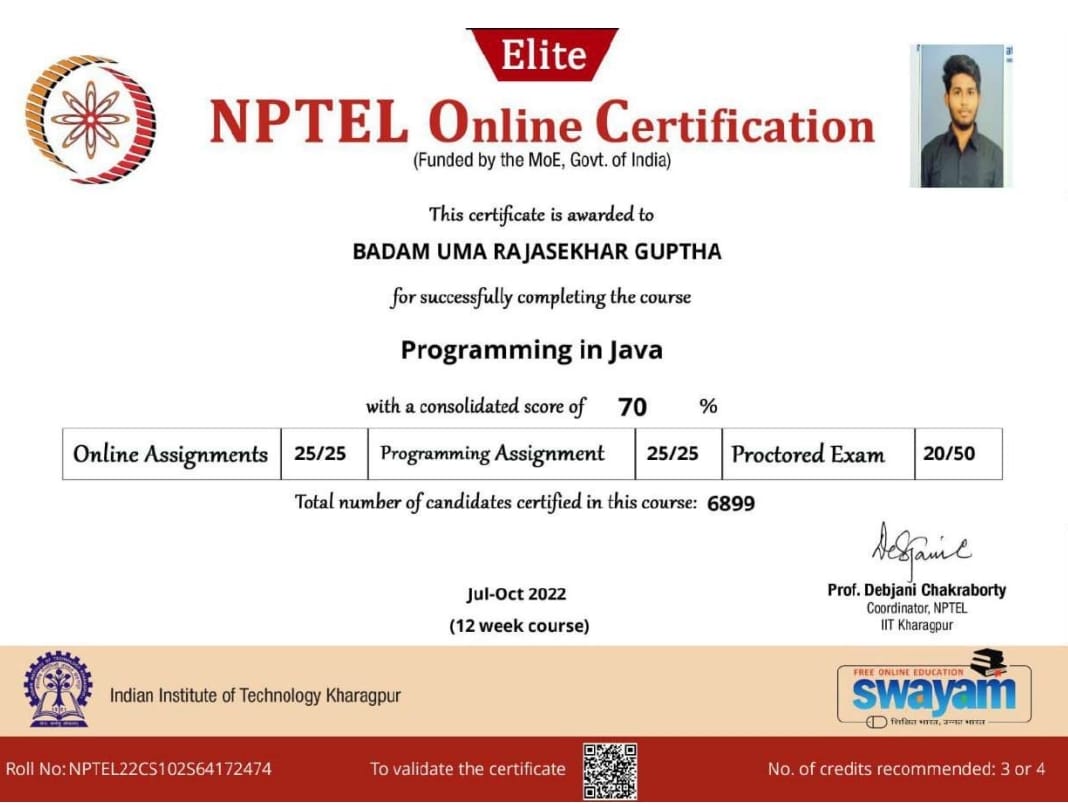 Elite
NPTEL Online Certification
(Funded by the MoE, Govt. of India)
This certificate is awarded to
BADAM UMA RAJASEKHAR GUPTHA
for successfully completing the course
Programming in Java
with a consolidated score of 70 %
Online Assignments 25/25 Programming Assignment 25/25 Proctored Exam 20/50
Total number of candidates certified in this course: 6899
Prof. Debjani Chakraborty
Coordinator, NPTEL
IIT Kharagpur
Jul-Oct 2022
(12 week course)
Indian Institute of Technology Kharagpur
FREE ONLINE EDUCATION
swayam
शिक्षित भारत, उन्नत भारत
Roll No: NPTEL22CS102S64172474 To validate the certificate No. of credits recommended: 3 or 4